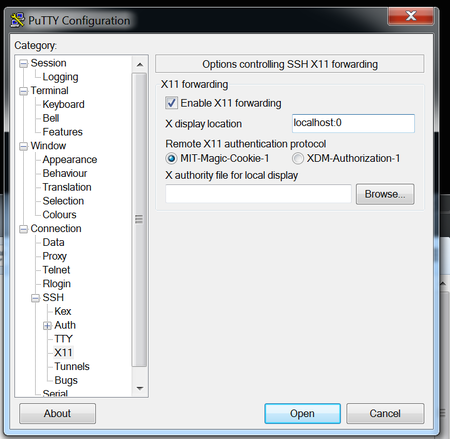 PuTTY Configuration
Category:
Session
Logging
Terminal
Keyboard
Bell
Features
Window
Appearance
Behaviour
Translation
Selection
Colours
Connection
Data
Proxy
Telnet
Rlogin
SSH
Kex
Auth
TTY
X11
Tunnels
Bugs
Serial
Options controlling SSH X11 forwarding
X11 forwarding
Enable X11 forwarding
X display location localhost:0
Remote X11 authentication protocol
MIT-Magic-Cookie-1 XDM-Authorization-1
X authority file for local display
Browse...
About Open Cancel